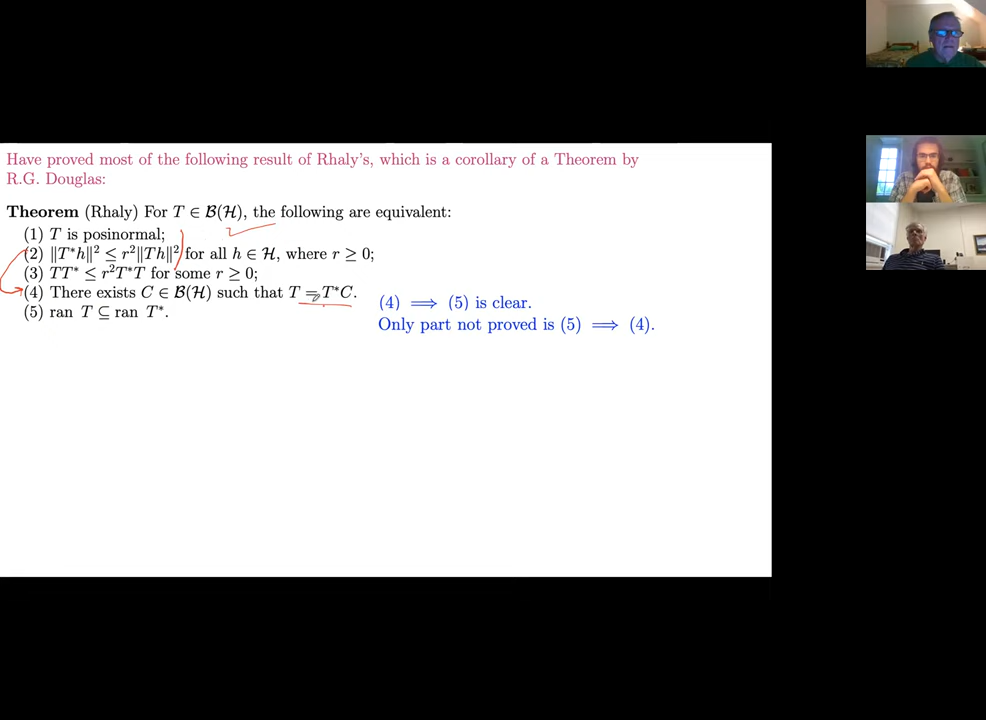 Have proved most of the following result of Rhaly's, which is a corollary of a Theorem by
R.G. Douglas:
Theorem (Rhaly) For T ∈ 𝓑(𝓗), the following are equivalent:
(1) T is posinormal;
(2) ‖T*h‖² ≤ r²‖Th‖² for all h ∈ 𝓗, where r ≥ 0;
(3) TT* ≤ r²T*T for some r ≥ 0;
(4) There exists C ∈ 𝓑(𝓗) such that T = T*C.
(5) ran T ⊆ ran T*.
(4) ⟹ (5) is clear.
Only part not proved is (5) ⟹ (4).